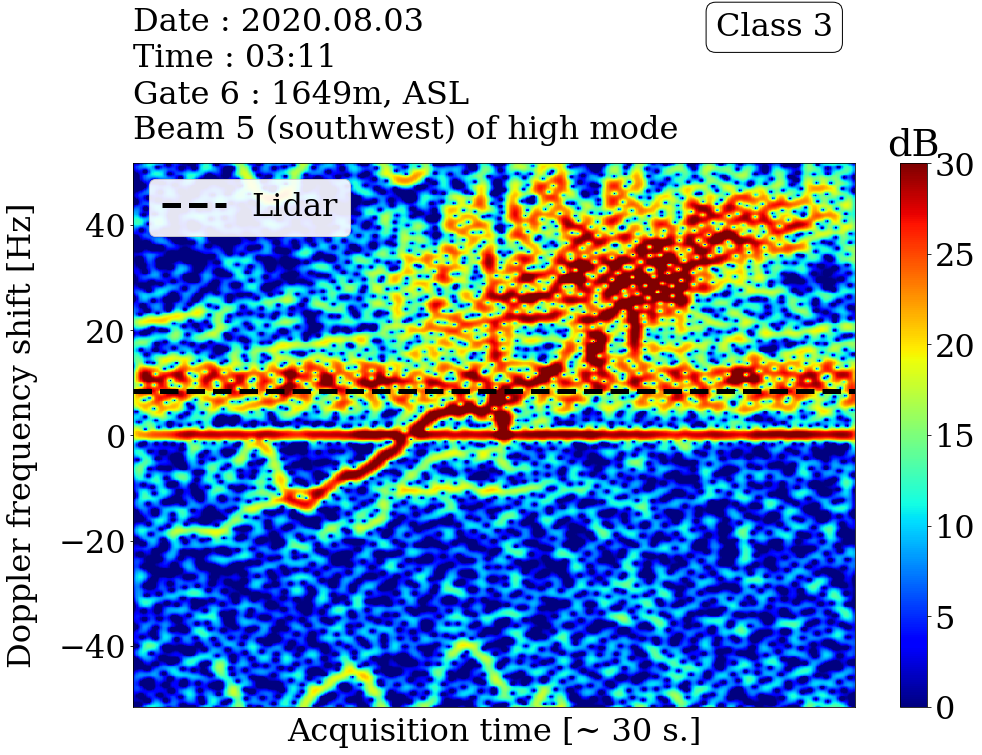 Date : 2020.08.03
Time : 03:11
Gate 6 : 1649m, ASL
Beam 5 (southwest) of high mode
Class 3
dB
Lidar
Doppler frequency shift [Hz]
40
20
0
−20
−40
Acquisition time [~ 30 s.]
30
25
20
15
10
5
0